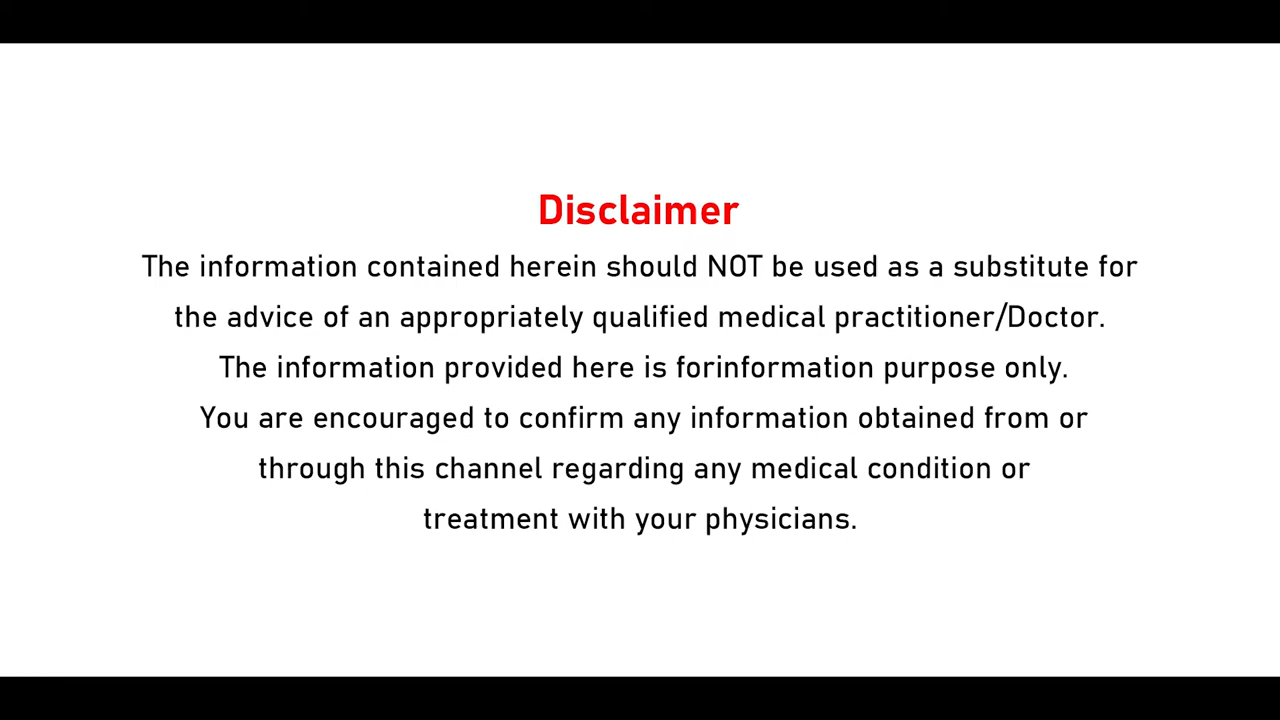 Disclaimer
The information contained herein should NOT be used as a substitute for
the advice of an appropriately qualified medical practitioner/Doctor.
The information provided here is forinformation purpose only.
You are encouraged to confirm any information obtained from or
through this channel regarding any medical condition or
treatment with your physicians.